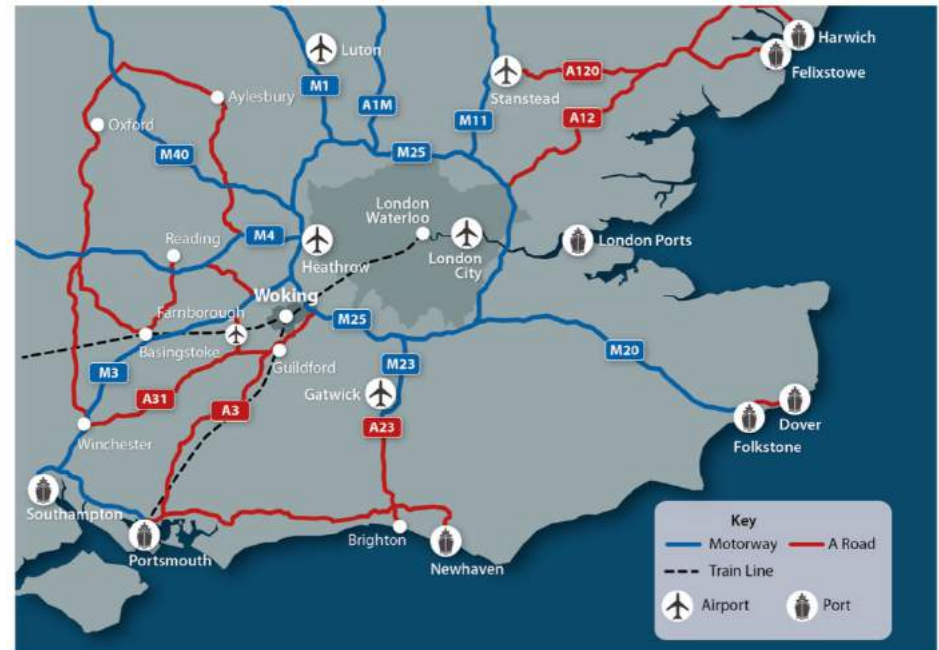 Harwich
Luton
Felixstowe
A120
M1
Stanstead
Aylesbury
A1M
M11
A12
Oxford
M40
M25
London
Waterloo
Reading
M4
London Ports
Heathrow
London
City
Woking
Farnborough
M25
M20
Basingstoke
M23
Guildford
M3
Gatwick
A31
A3
A23
Dover
Winchester
Folkstone
Southampton
Brighton
Portsmouth
Newhaven
Key
Motorway
A Road
Train Line
Airport
Port